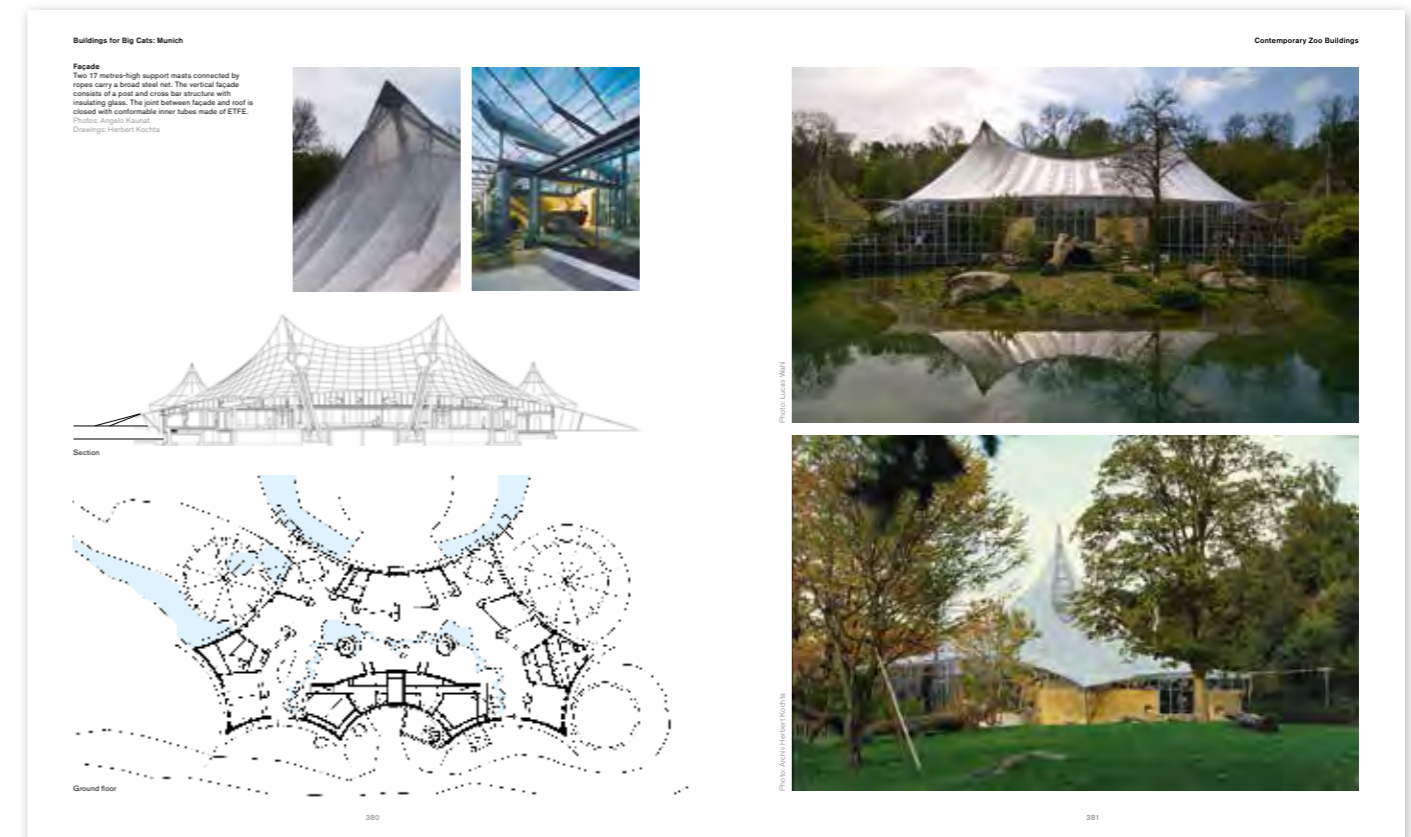 Buildings for Big Cats: Munich
Façade
Two 17 metres-high support masts connected by
ropes carry a broad steel net. The vertical façade
consists of a post and cross bar structure with
insulating glass. The joint between façade and roof is
closed with conformable inner tubes made of ETFE.
Photos: Angelo Kaunat
Drawings: Herbert Kochta
Section
Ground floor
380
Contemporary Zoo Buildings
Photo: Lucas Wahl
Photo: Archiv Herbert Kochta
381